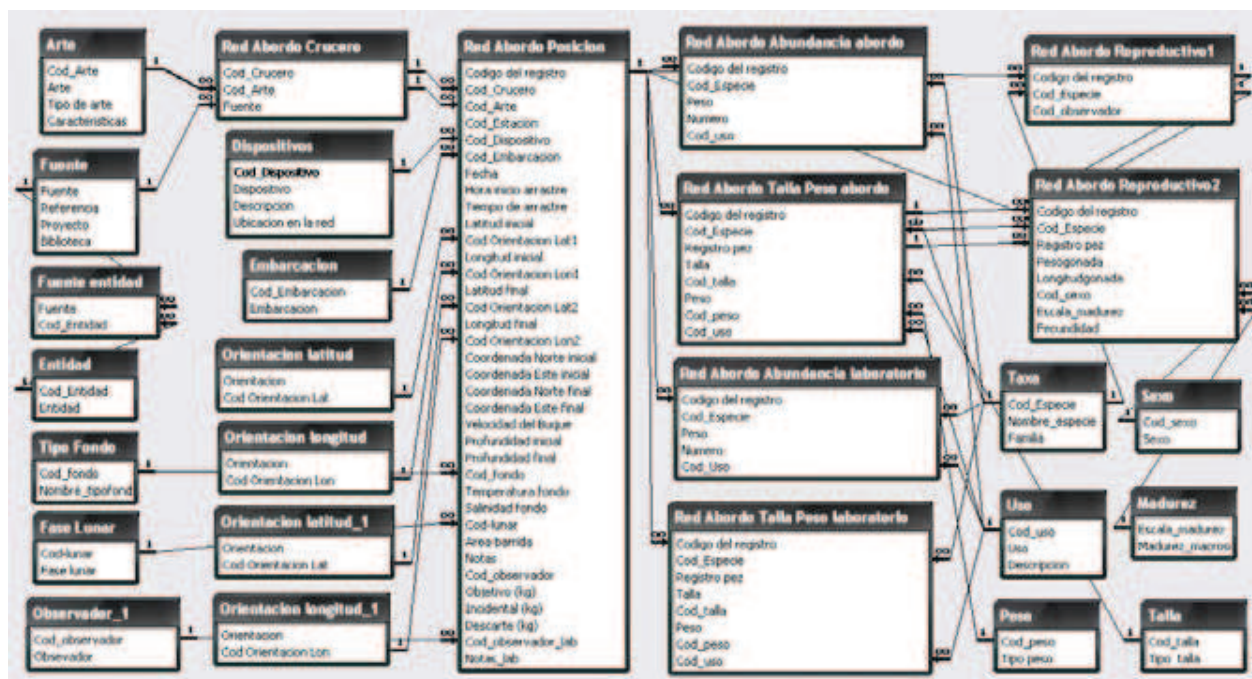 Arte
Cod_Arte
Arte
Tipo de arte
Caracteristicas
Fuente
Fuente
Referencia
Proyecto
Biblioteca
Fuente entidad
Fuente
Cod_Entidad
Entidad
Cod_Entidad
Entidad
Tipo Fondo
Cod_fondo
Nombre_tipofond
Fase Lunar
Cod-lunar
Fase lunar
Observador_1
Cod_observador
Obsevador
Red Abordo Crucero
Cod_Crucero
Cod_Arte
Fuente
Dispositivos
Cod_Dispositivo
Dispositivo
Descripcion
Ubicacion en la red
Embarcacion
Cod_Embarcacion
Embarcacion
Orientacion latitud
Orientacion
Cod Orientacion Lat
Orientacion longitud
Orientacion
Cod Orientacion Lon
Orientacion latitud_1
Orientacion
Cod Orientacion Lat
Orientacion longitud_1
Orientacion
Cod Orientacion Lon
Red Abordo Posicion
Codigo del registro
Cod_Crucero
Cod_Arte
Cod_Estacion
Cod_Dispositivo
Cod_Embarcacion
Fecha
Hora inicio arrastre
Tiempo de arrastre
Latitud inicial
Cod Orientacion Lat1
Longitud inicial
Cod Orientacion Lon1
Latitud final
Cod Orientacion Lat2
Longitud final
Cod Orientacion Lon2
Coordenada Norte inicial
Coordenada Este inicial
Coordenada Norte final
Coordenada Este final
Velocidad del Buque
Profundidad inicial
Profundidad final
Cod_fondo
Temperatura fondo
Salinidad fondo
Cod-lunar
Area barrida
Notas
Cod_observador
Objetivo (kg)
Incidental (kg)
Descarte (kg)
Cod_observador_lab
Notas_lab
Red Abordo Abundancia abordo
Codigo del registro
Cod_Especie
Peso
Numero
Cod_uso
Red Abordo Talla Peso abordo
Codigo del registro
Cod_Especie
Registro pez
Talla
Cod_talla
Peso
Cod_peso
Cod_uso
Red Abordo Abundancia laboratorio
Codigo del registro
Cod_Especie
Peso
Numero
Cod_Uso
Red Abordo Talla Peso laboratorio
Codigo del registro
Cod_Especie
Registro pez
Talla
Cod_talla
Peso
Cod_peso
Cod_uso
Red Abordo Reproductivo1
Codigo del registro
Cod_Especie
Cod_observador
Red Abordo Reproductivo2
Codigo del registro
Cod_Especie
Registro pez
Pesogonada
Longitudgonada
Cod_sexo
Escala_madurez
Fecundidad
Taxa
Cod_Especie
Nombre_especie
Familia
Sexo
Cod_sexo
Sexo
Uso
Cod_uso
Uso
Descripcion
Madurez
Escala_madurez
Madurez_macros
Peso
Cod_peso
Tipo peso
Talla
Cod_talla
Tipo talla